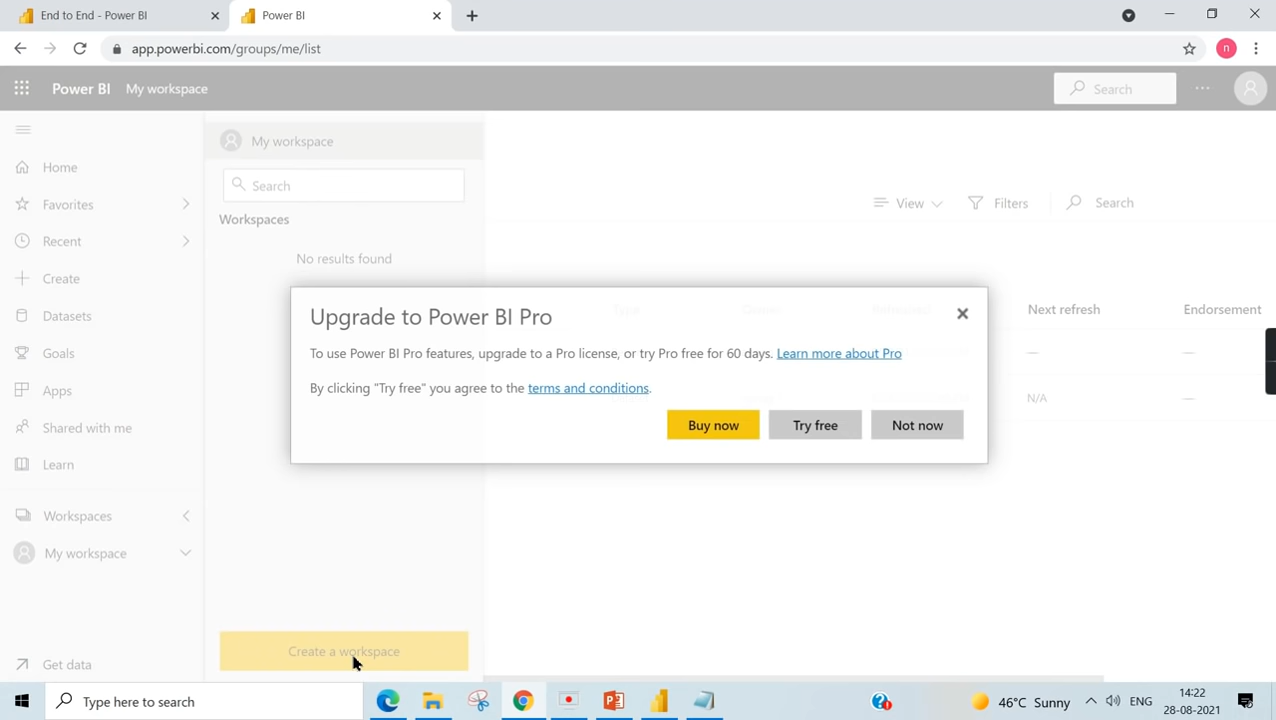 End to End - Power BI
Power BI
app.powerbi.com/groups/me/list
n
Power BI
My workspace
Search
Home
Favorites
Recent
Create
Datasets
Goals
Apps
Shared with me
Learn
Workspaces
My workspace
Get data
My workspace
Search
Workspaces
No results found
Create a workspace
View
Filters
Search
Type
Owner
Refreshed
Next refresh
Endorsement
—
—
N/A
—
Upgrade to Power BI Pro
To use Power BI Pro features, upgrade to a Pro license, or try Pro free for 60 days. Learn more about Pro
By clicking "Try free" you agree to the terms and conditions.
Buy now
Try free
Not now
Type here to search
46°C Sunny
ENG
14:22
28-08-2021